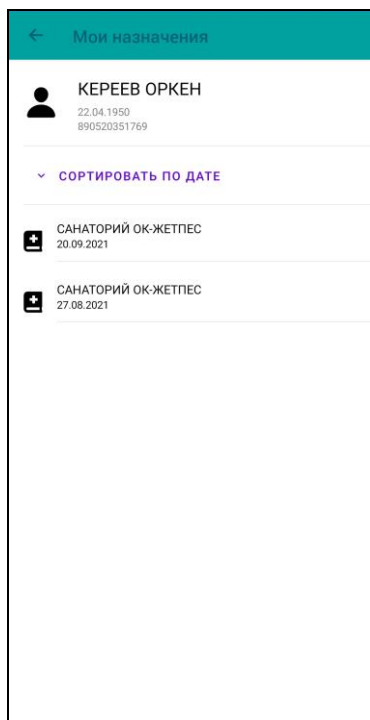 Мои назначения
КЕРЕЕВ ОРКЕН
22.04.1950
890520351769
СОРТИРОВАТЬ ПО ДАТЕ
САНАТОРИЙ ОК-ЖЕТПЕС
20.09.2021
САНАТОРИЙ ОК-ЖЕТПЕС
27.08.2021